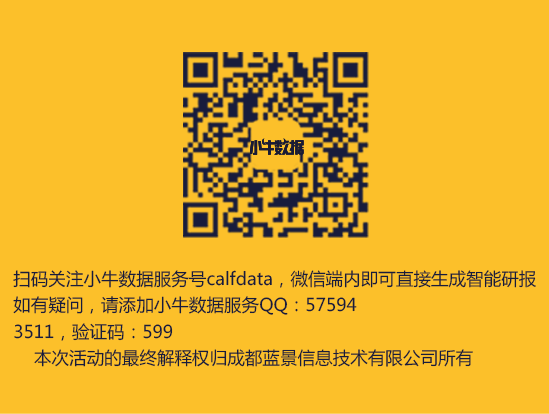 小牛数据
扫码关注小牛数据服务号calfdata，微信端内即可直接生成智能研报
如有疑问，请添加小牛数据服务QQ：57594
3511，验证码：599
本次活动的最终解释权归成都蓝景信息技术有限公司所有